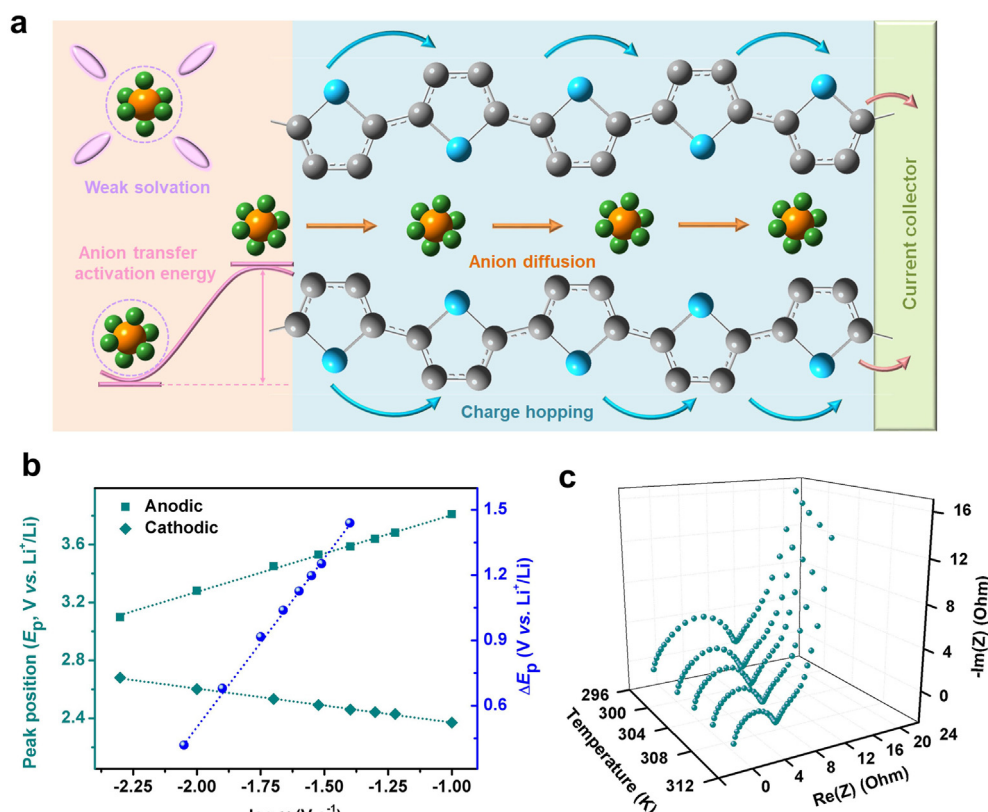 a
Weak solvation
Anion transfer
activation energy
Anion diffusion
Charge hopping
Current collector
b
Anodic
Cathodic
Peak position (Ep, V vs. Li⁺/Li)
3.6
3.2
2.8
2.4
ΔEp (V vs. Li⁺/Li)
1.5
1.2
0.9
0.6
-2.25 -2.00 -1.75 -1.50 -1.25 -1.00
c
-Im(Z) (Ohm)
16
12
8
4
0
296
300
304
308
312
Temperature (K)
0 4 8 12 16 20 24
Re(Z) (Ohm)